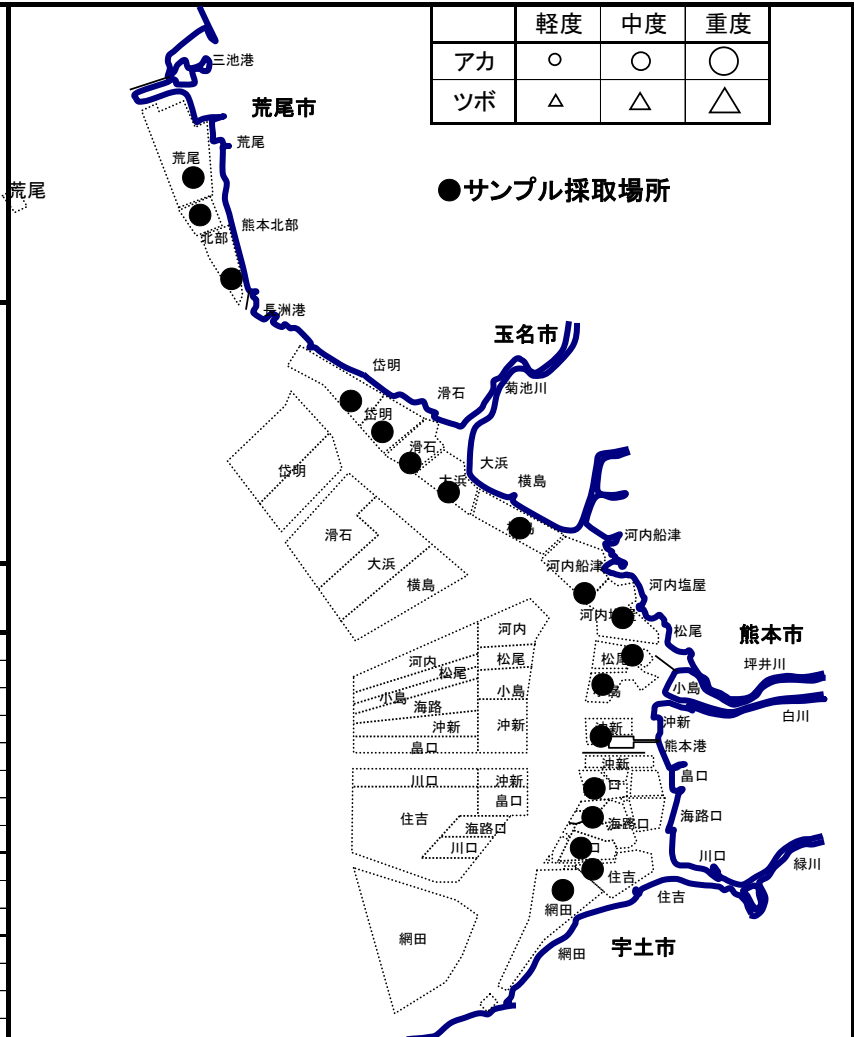 軽度 中度 重度
アカ
ツボ
三池港
荒尾市
荒尾
荒尾
荒尾
●サンプル採取場所
熊本北部
北部
長洲港
玉名市
岱明
滑石
菊池川
岱明
滑石
大浜
岱明
大浜
横島
滑石
河内船津
大浜
河内船津
横島
河内塩屋
河内
松尾
熊本市
河内
松尾
松尾
坪井川
松尾
小島
小島
小島
海路
白川
沖新
沖新
沖新
熊本港
畠口
沖新
川口
沖新
畠口
畠口
住吉
海路口
海路口
海路口
川口
川口
緑川
住吉
住吉
網田
網田
網田
宇土市